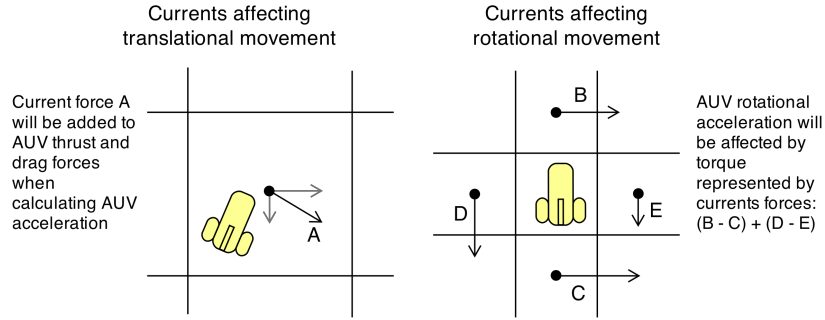 Currents affecting
translational movement
Currents affecting
rotational movement
Current force A
will be added to
AUV thrust and
drag forces
when
calculating AUV
acceleration
A
B
D
E
C
AUV rotational
acceleration will
be affected by
torque
represented by
currents forces:
(B - C) + (D - E)